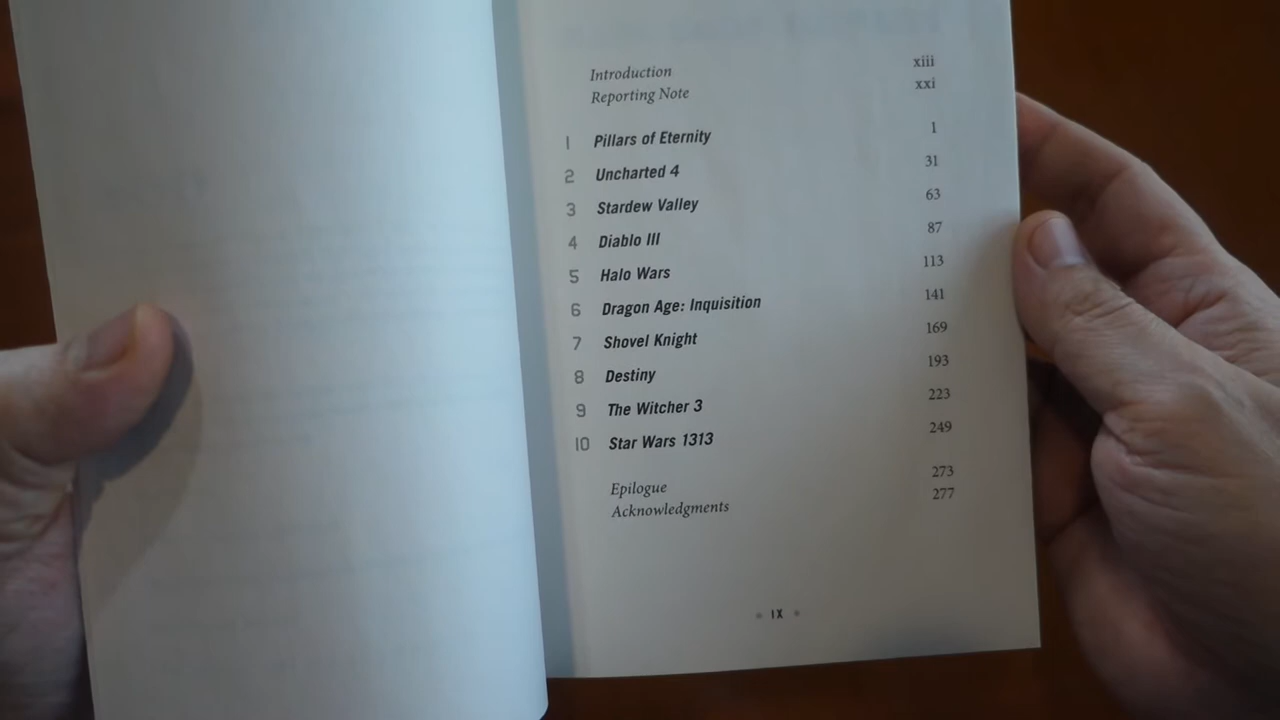 Introduction xiii
Reporting Note xxi
1 Pillars of Eternity 1
2 Uncharted 4 31
3 Stardew Valley 63
4 Diablo III 87
5 Halo Wars 113
6 Dragon Age: Inquisition 141
7 Shovel Knight 169
8 Destiny 193
9 The Witcher 3 223
10 Star Wars 1313 249
Epilogue 273
Acknowledgments 277
• IX •